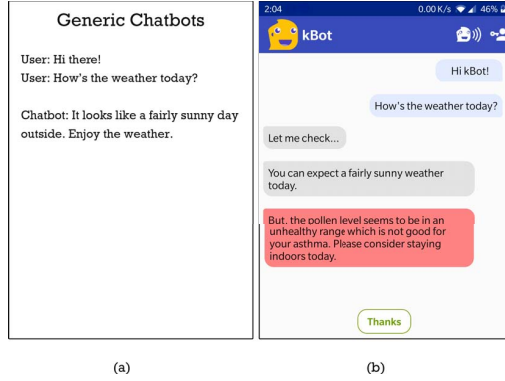 Generic Chatbots
User: Hi there!
User: How's the weather today?
Chatbot: It looks like a fairly sunny day
outside. Enjoy the weather.
(a)
2:04 0.00 K/s 46%
kBot
Hi kBot!
How's the weather today?
Let me check...
You can expect a fairly sunny weather
today.
But, the pollen level seems to be in an
unhealthy range which is not good for
your asthma. Please consider staying
indoors today.
Thanks
(b)